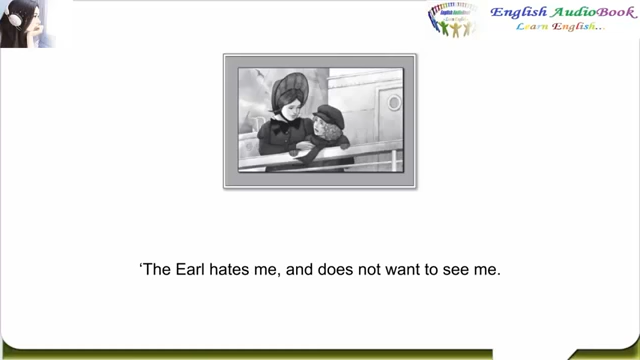 English AudioBook
Learn English...
‘The Earl hates me, and does not want to see me.